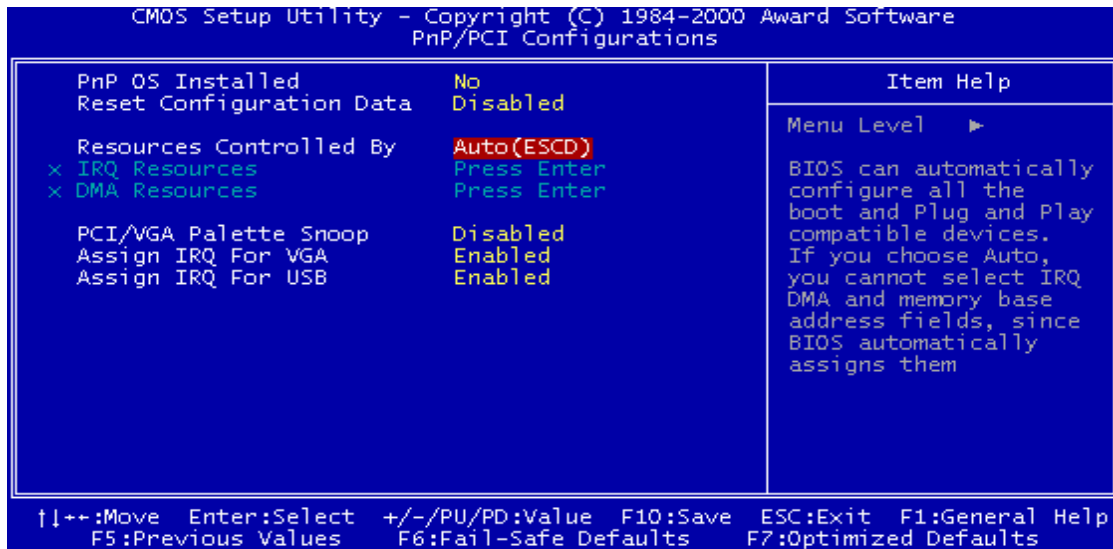 CMOS Setup Utility - Copyright (C) 1984-2000 Award Software
PnP/PCI Configurations
PnP OS Installed No
Reset Configuration Data Disabled
Resources Controlled By Auto(ESCD)
x IRQ Resources Press Enter
x DMA Resources Press Enter
PCI/VGA Palette Snoop Disabled
Assign IRQ For VGA Enabled
Assign IRQ For USB Enabled
Item Help
Menu Level ►
BIOS can automatically
configure all the
boot and Plug and Play
compatible devices.
If you choose Auto,
you cannot select IRQ
DMA and memory base
address fields, since
BIOS automatically
assigns them
↑↓←→:Move Enter:Select +/-/PU/PD:Value F10:Save ESC:Exit F1:General Help
F5:Previous Values F6:Fail-Safe Defaults F7:Optimized Defaults